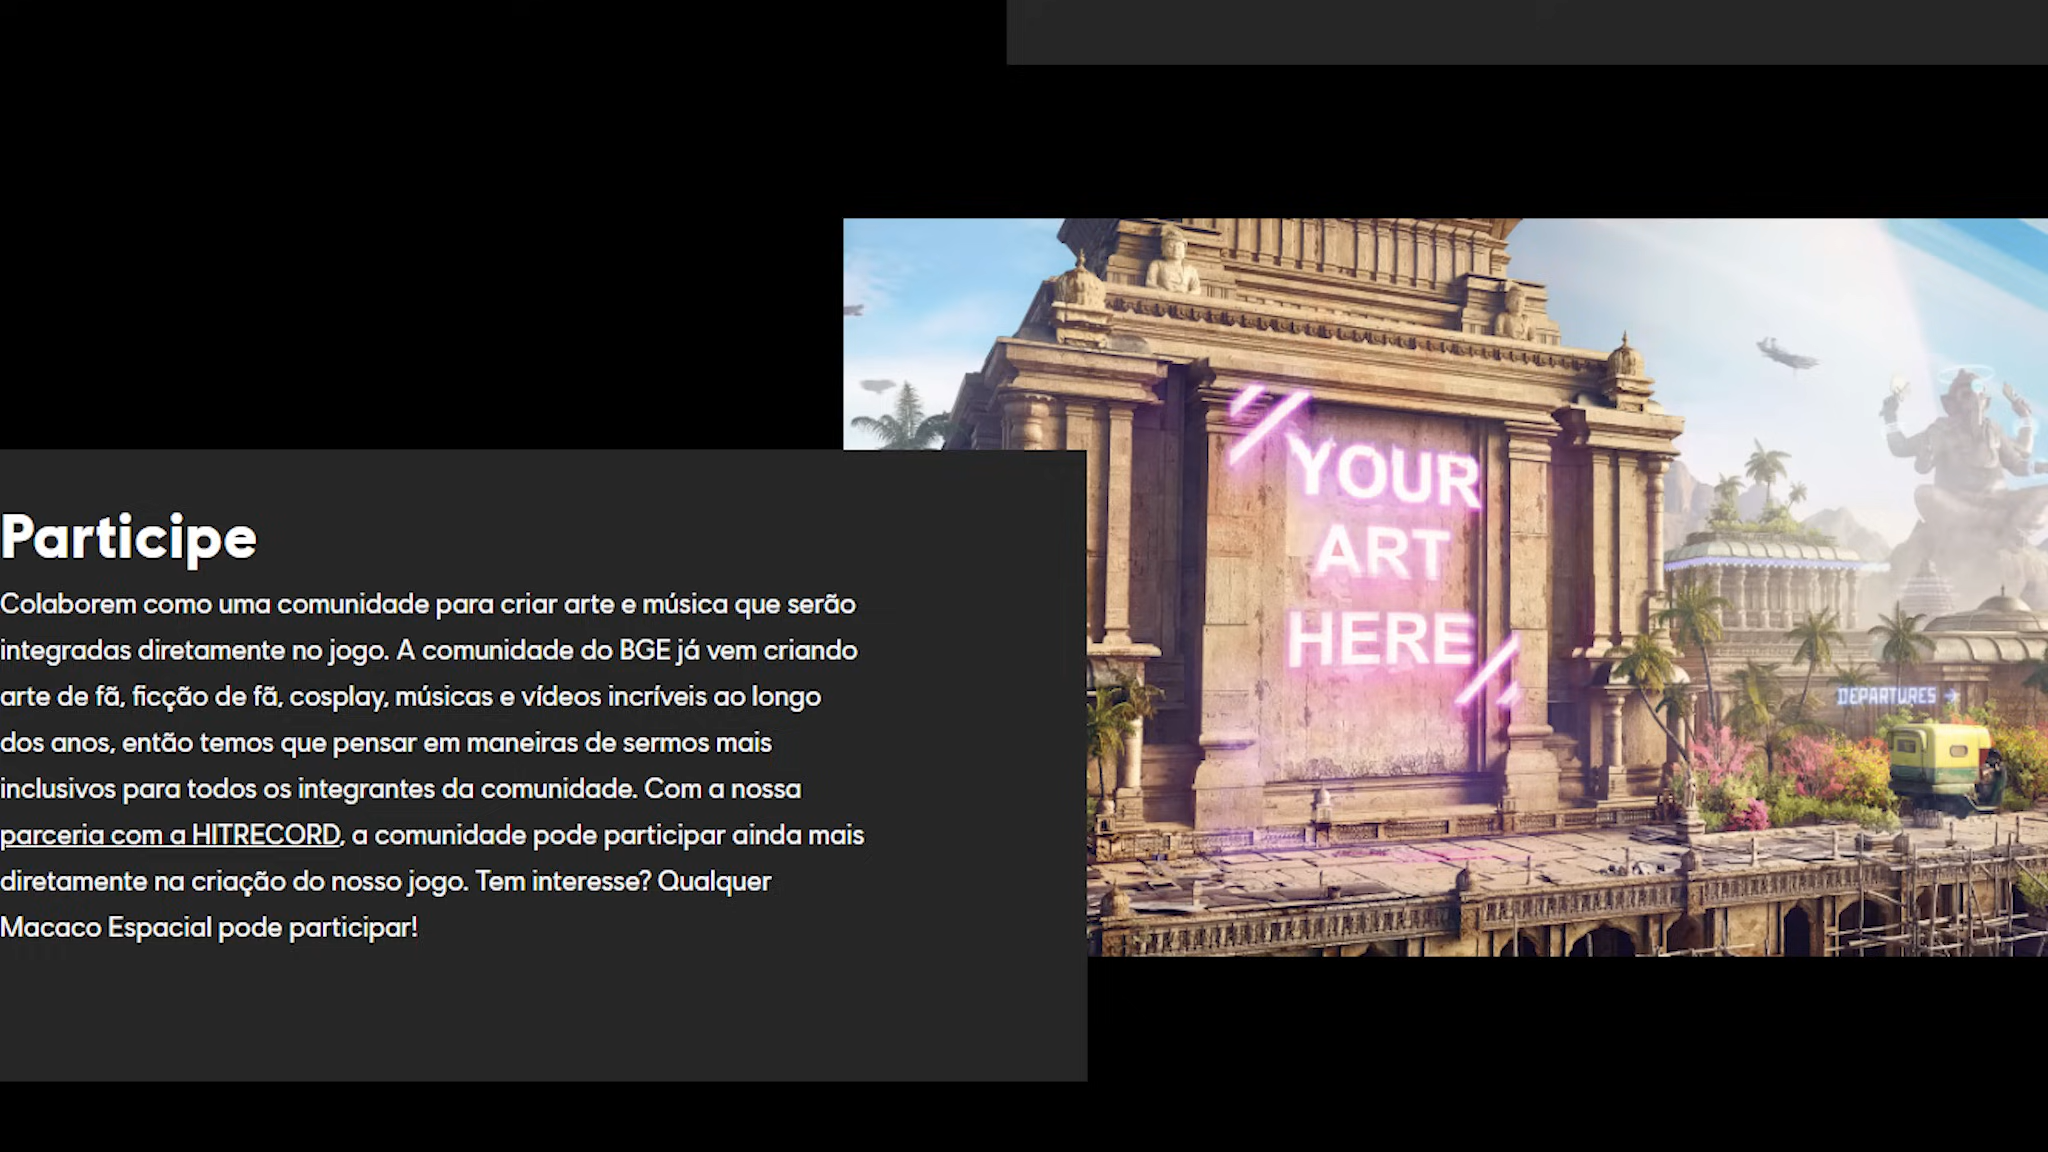 Participe
Colaborem como uma comunidade para criar arte e música que serão
integradas diretamente no jogo. A comunidade do BGE já vem criando
arte de fã, ficção de fã, cosplay, músicas e vídeos incríveis ao longo
dos anos, então temos que pensar em maneiras de sermos mais
inclusivos para todos os integrantes da comunidade. Com a nossa
parceria com a HITRECORD, a comunidade pode participar ainda mais
diretamente na criação do nosso jogo. Tem interesse? Qualquer
Macaco Espacial pode participar!
YOUR
ART
HERE
DEPARTURES →